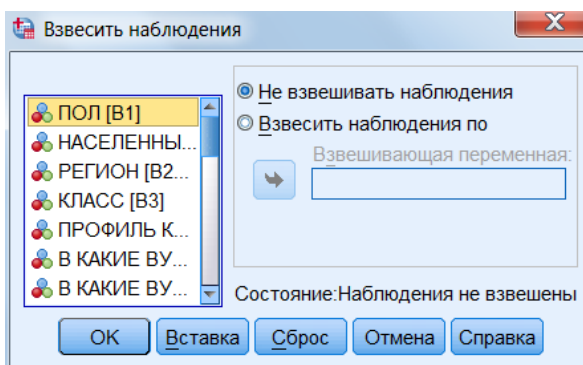 Взвесить наблюдения
ПОЛ [B1]
НАСЕЛЕННЫ...
РЕГИОН [B2...
КЛАСС [B3]
ПРОФИЛЬ К...
В КАКИЕ ВУ...
В КАКИЕ ВУ...
Не взвешивать наблюдения
Взвесить наблюдения по
Взвешивающая переменная:
Состояние:Наблюдения не взвешены
OK Вставка Сброс Отмена Справка